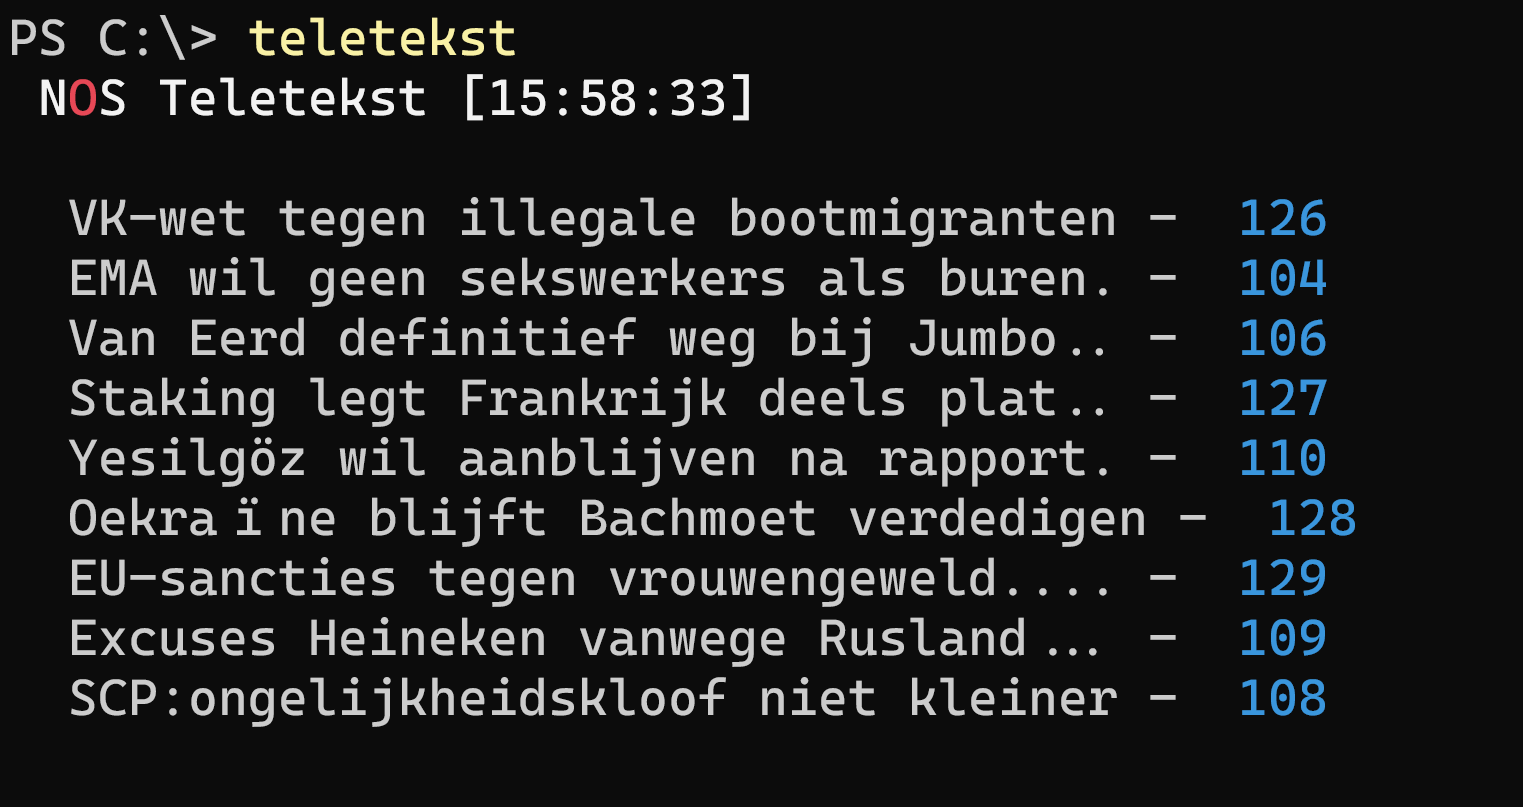 PS C:\> teletekst
NOS Teletekst [15:58:33]
VK-wet tegen illegale bootmigranten - 126
EMA wil geen sekswerkers als buren. - 104
Van Eerd definitief weg bij Jumbo.. - 106
Staking legt Frankrijk deels plat.. - 127
Yesilgöz wil aanblijven na rapport. - 110
Oekraïne blijft Bachmoet verdedigen - 128
EU-sancties tegen vrouwengeweld.... - 129
Excuses Heineken vanwege Rusland... - 109
SCP:ongelijkheidskloof niet kleiner - 108